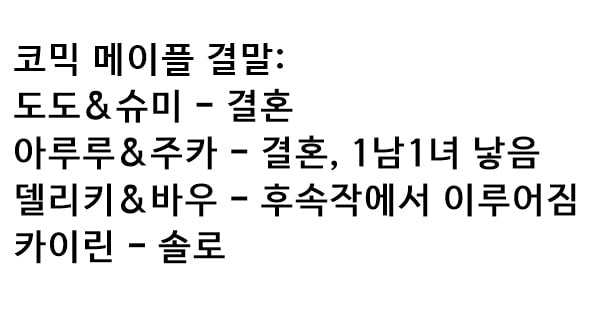 코믹 메이플 결말:
도도&슈미 - 결혼
아루루&주카 - 결혼, 1남1녀 낳음
델리키&바우 - 후속작에서 이루어짐
카이린 - 솔로